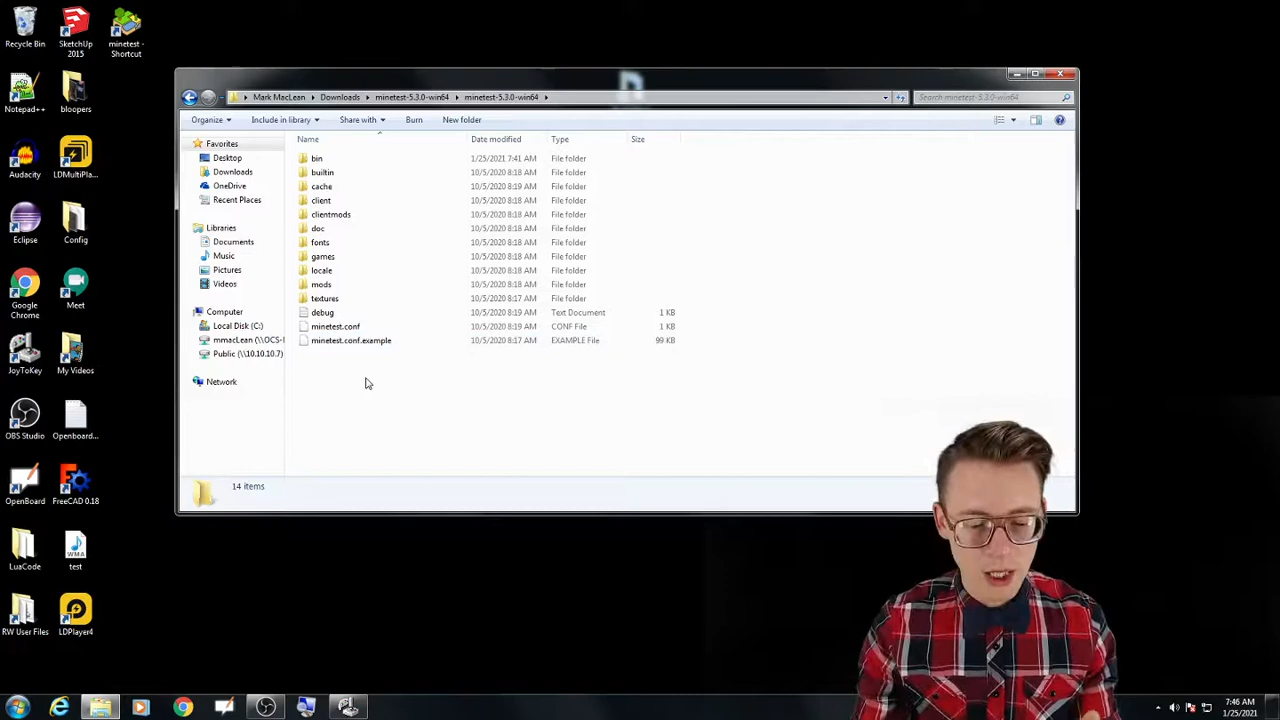 Recycle Bin
SketchUp 2015
minetest - Shortcut
Notepad++
bloopers
Audacity
LDMultiPla...
Eclipse
Config
Google Chrome
Meet
JoyToKey
My Videos
OBS Studio
Openboard...
OpenBoard
FreeCAD 0.18
LuaCode
test
WMA
RW User Files
LDPlayer4
Mark MacLean
Downloads
minetest-5.3.0-win64
minetest-5.3.0-win64
Search minetest-5.3.0-win64
Organize
Include in library
Share with
Burn
New folder
Favorites
Desktop
Downloads
OneDrive
Recent Places
Libraries
Documents
Music
Pictures
Videos
Computer
Local Disk (C:)
mmacLean (\\OCS-
Public (\\10.10.10.7)
Network
Name Date modified Type Size
bin 1/25/2021 7:41 AM File folder
builtin 10/5/2020 8:18 AM File folder
cache 10/5/2020 8:19 AM File folder
client 10/5/2020 8:18 AM File folder
clientmods 10/5/2020 8:18 AM File folder
doc 10/5/2020 8:18 AM File folder
fonts 10/5/2020 8:18 AM File folder
games 10/5/2020 8:18 AM File folder
locale 10/5/2020 8:18 AM File folder
mods 10/5/2020 8:18 AM File folder
textures 10/5/2020 8:17 AM File folder
debug 10/5/2020 8:19 AM Text Document 1 KB
minetest.conf 10/5/2020 8:19 AM CONF File 1 KB
minetest.conf.example 10/5/2020 8:17 AM EXAMPLE File 99 KB
14 items
7:46 AM
1/25/2021